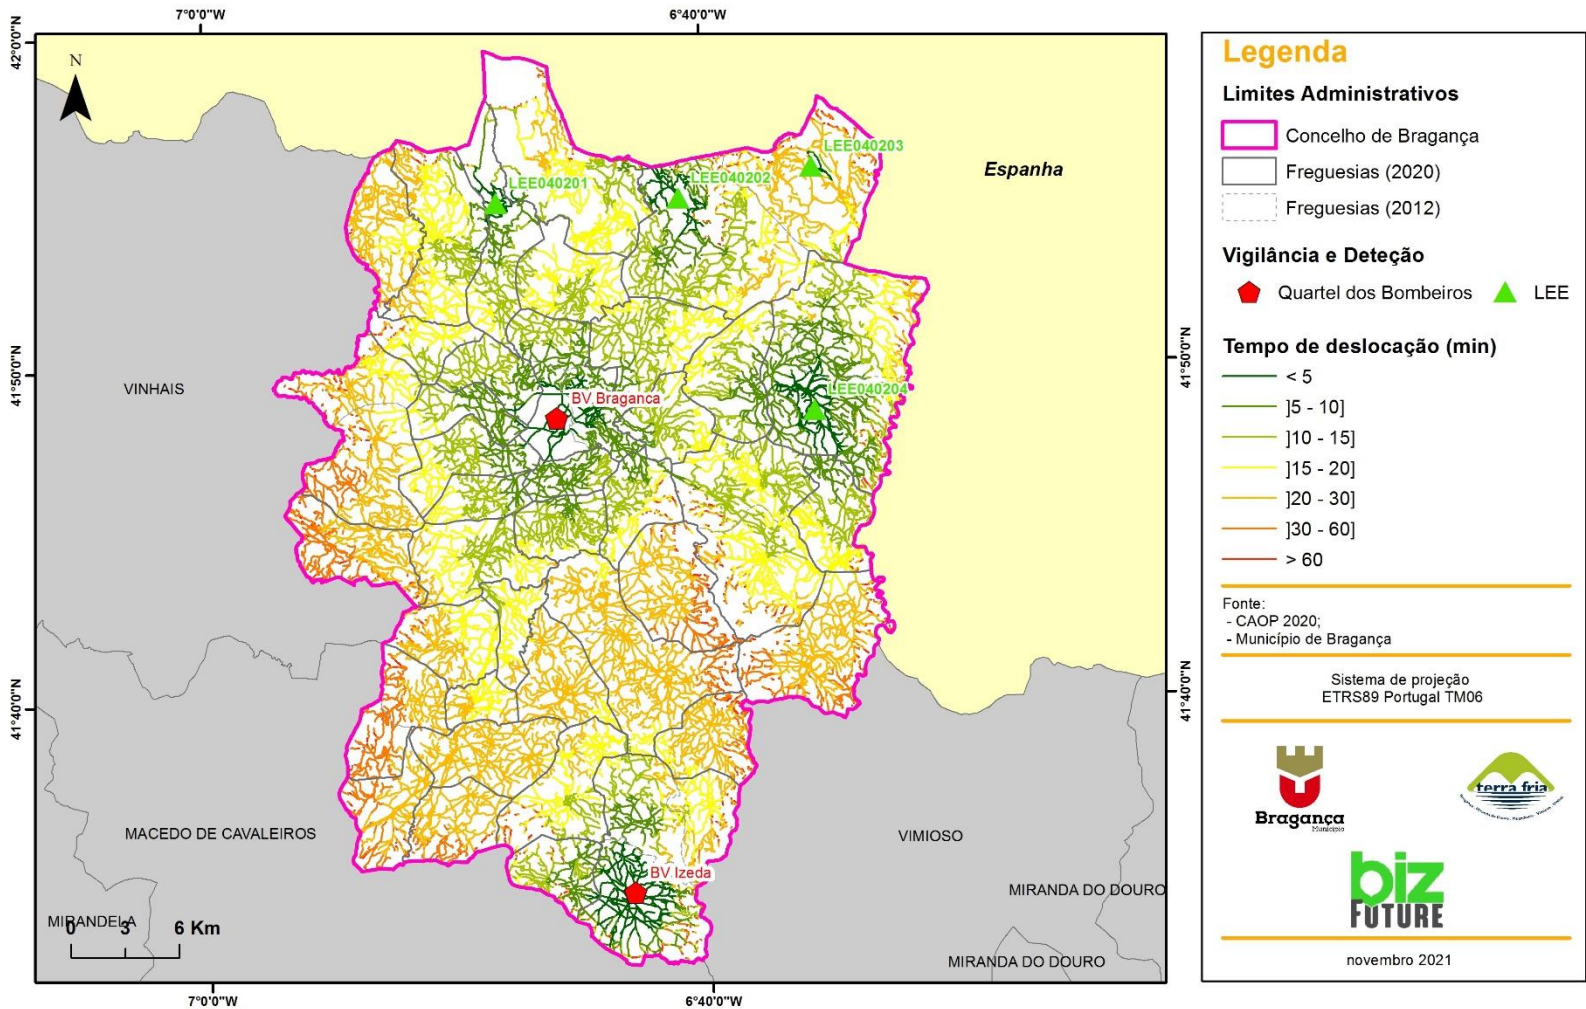 7°0'0"W
6°40'0"W
42°0'0"N
N
LEE040203
LEE040201
LEE040202
Espanha
41°50'0"N
41°50'0"N
VINHAIS
LEE040204
BV Braganca
41°40'0"N
41°40'0"N
MACEDO DE CAVALEIROS
VIMIOSO
BV Izeda
MIRANDA DO DOURO
MIRANDELA
0 3 6 Km
MIRANDA DO DOURO
7°0'0"W
6°40'0"W
Legenda
Limites Administrativos
Concelho de Bragança
Freguesias (2020)
Freguesias (2012)
Vigilância e Deteção
Quartel dos Bombeiros
LEE
Tempo de deslocação (min)
< 5
]5 - 10]
]10 - 15]
]15 - 20]
]20 - 30]
]30 - 60]
> 60
Fonte:
- CAOP 2020;
- Município de Bragança
Sistema de projeção
ETRS89 Portugal TM06
Bragança
Município
terra fria
biz
FUTURE
novembro 2021